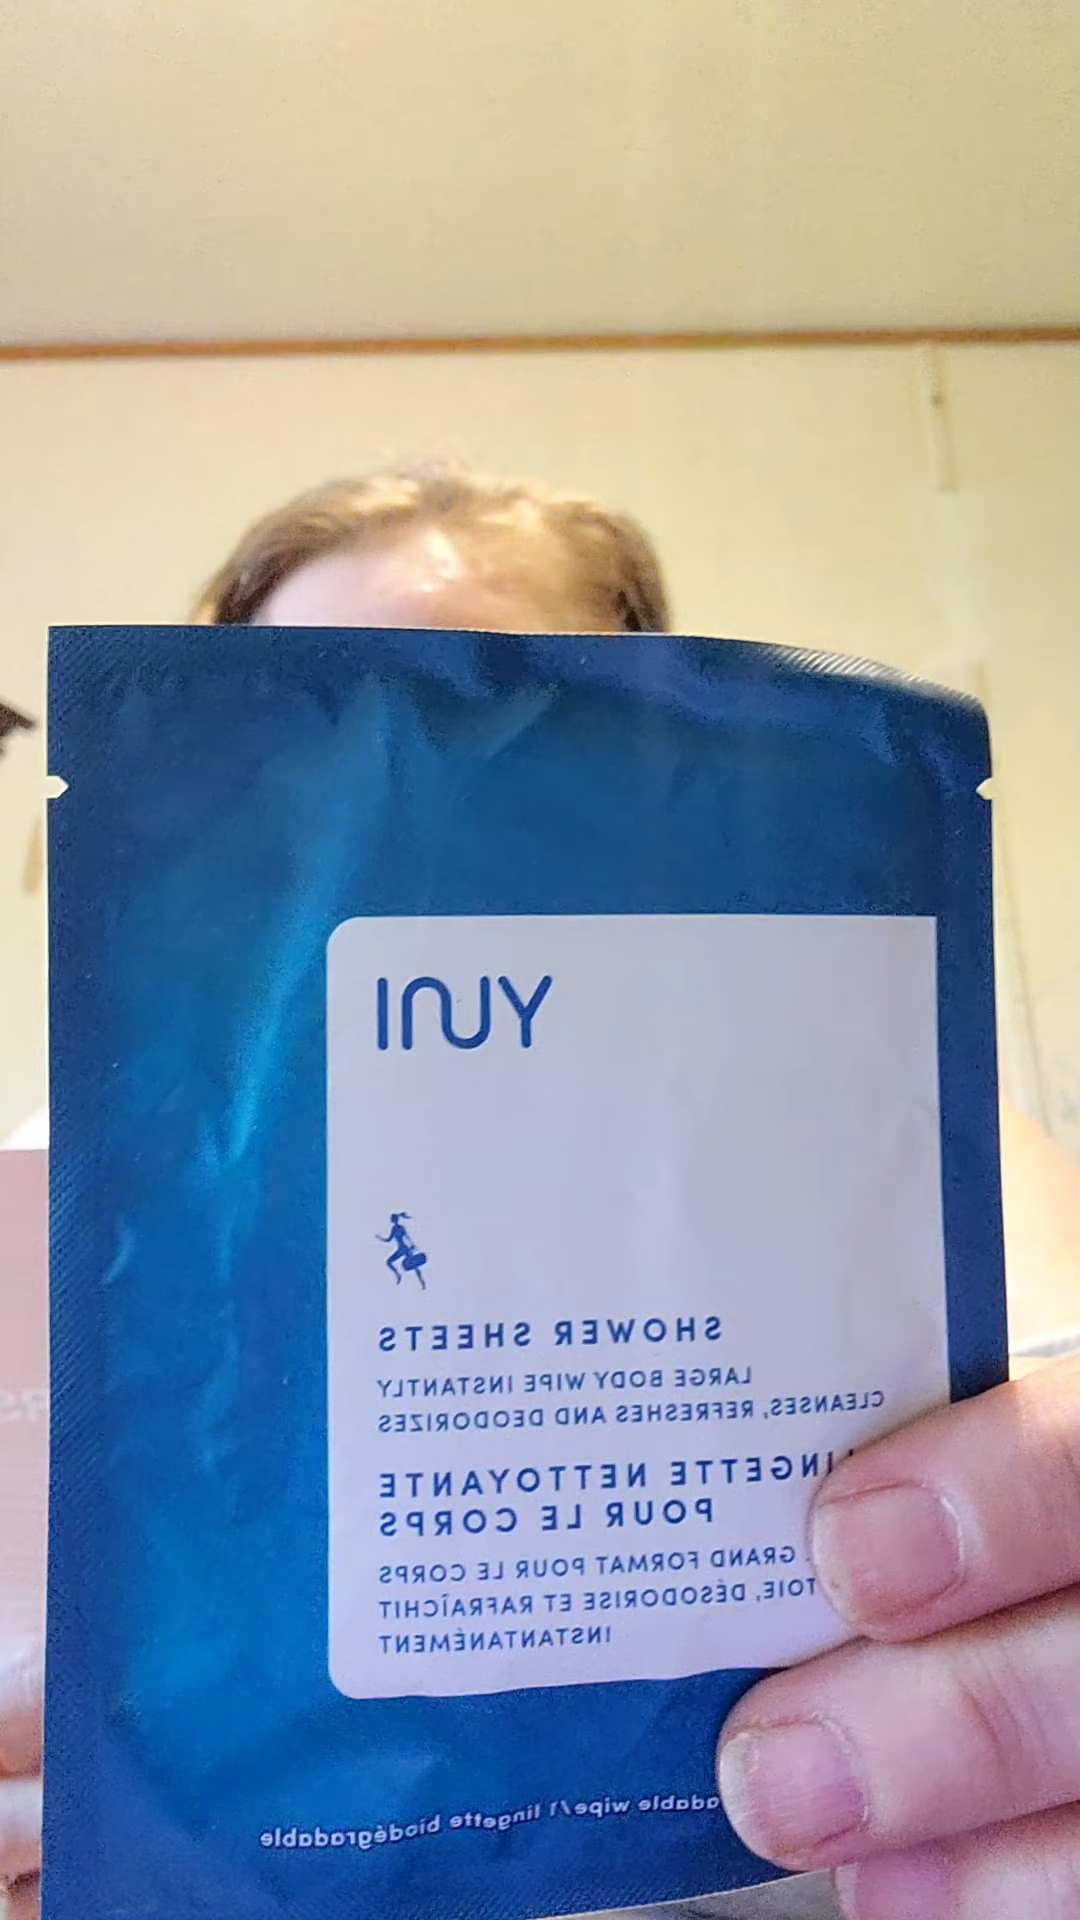 YUNI
SHOWER SHEETS
LARGE BODY WIPE INSTANTLY
CLEANSES, REFRESHES AND DEODORIZES
LINGETTE NETTOYANTE
POUR LE CORPS
GRAND FORMAT POUR LE CORPS
DÉSODORISE ET RAFRAÎCHIT
INSTANTANÉMENT
wipe/1 lingette biodégradable